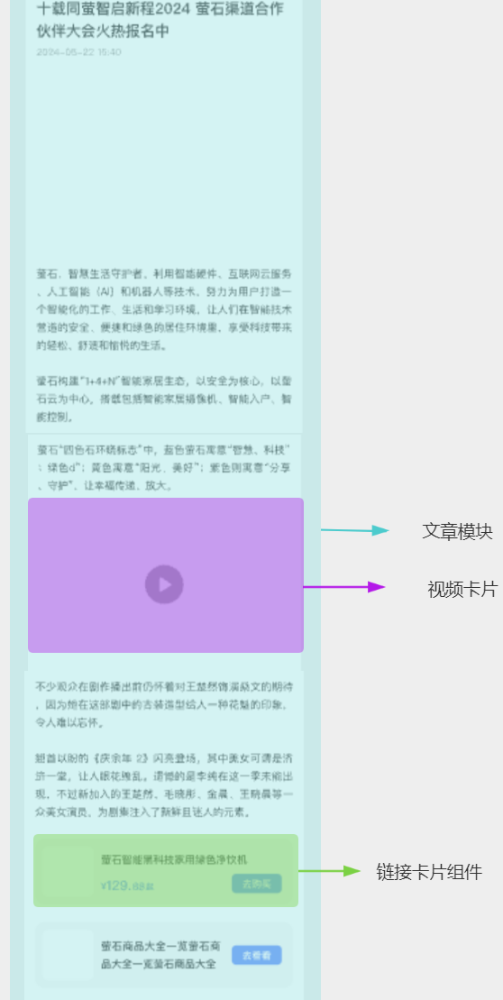 十载同萤智启新程2024 萤石渠道合作
伙伴大会火热报名中
2024-05-22 15:40
萤石，智慧生活守护者，利用智能硬件、互联网云服务
、人工智能（AI）和机器人等技术，努力为用户打造一
个智能化的工作、生活和学习环境，让人们在智能技术
营造的安全、便捷和绿色的居住环境里，享受科技带来
的轻松、舒适和愉悦的生活。
萤石构建“1+4+N”智能家居生态，以安全为核心，以萤
石云为中心，搭载包括智能家居摄像机、智能入户、智
能控制。
萤石“四色石环绕标志”中，蓝色萤石寓意“智慧、科技”
；绿色d”；黄色寓意“阳光、美好”；紫色则寓意“分享
、守护”，让幸福传递、放大。
文章模块
视频卡片
不少观众在剧作播出前仍怀着对王楚然饰演焱文的期待
，因为她在这部剧中的古装造型给人一种花魁的印象，
令人难以忘怀。
翘首以盼的《庆余年 2》闪亮登场，其中美女可谓是济
济一堂，让人眼花缭乱。遗憾的是李纯在这一季未能出
现，不过新加入的王楚然、毛晓彤、金晨、王晓晨等一
众美女演员，为剧集注入了新鲜且迷人的元素。
萤石智能黑科技家用绿色净饮机
¥129.68起
去购买
链接卡片组件
萤石商品大全一览萤石商
品大全一览萤石商品大全
去看看